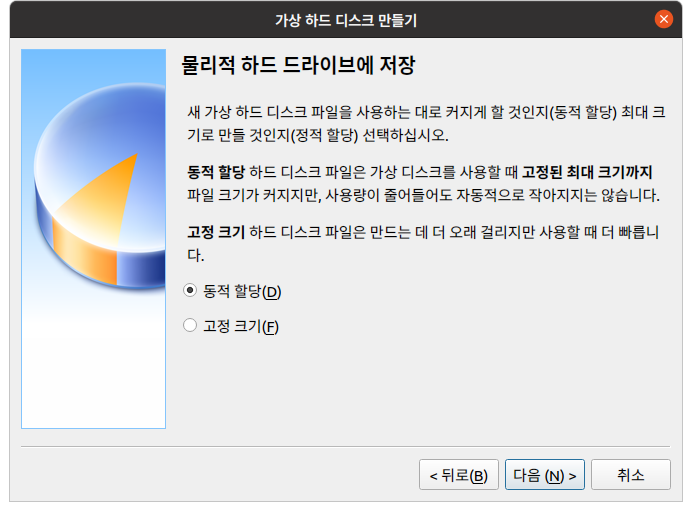 가상 하드 디스크 만들기
물리적 하드 드라이브에 저장
새 가상 하드 디스크 파일을 사용하는 대로 커지게 할 것인지(동적 할당) 최대 크
기로 만들 것인지(정적 할당) 선택하십시오.
동적 할당 하드 디스크 파일은 가상 디스크를 사용할 때 고정된 최대 크기까지
파일 크기가 커지지만, 사용량이 줄어들어도 자동적으로 작아지지는 않습니다.
고정 크기 하드 디스크 파일은 만드는 데 더 오래 걸리지만 사용할 때 더 빠릅니
다.
동적 할당(D)
고정 크기(F)
< 뒤로(B) 다음 (N) > 취소